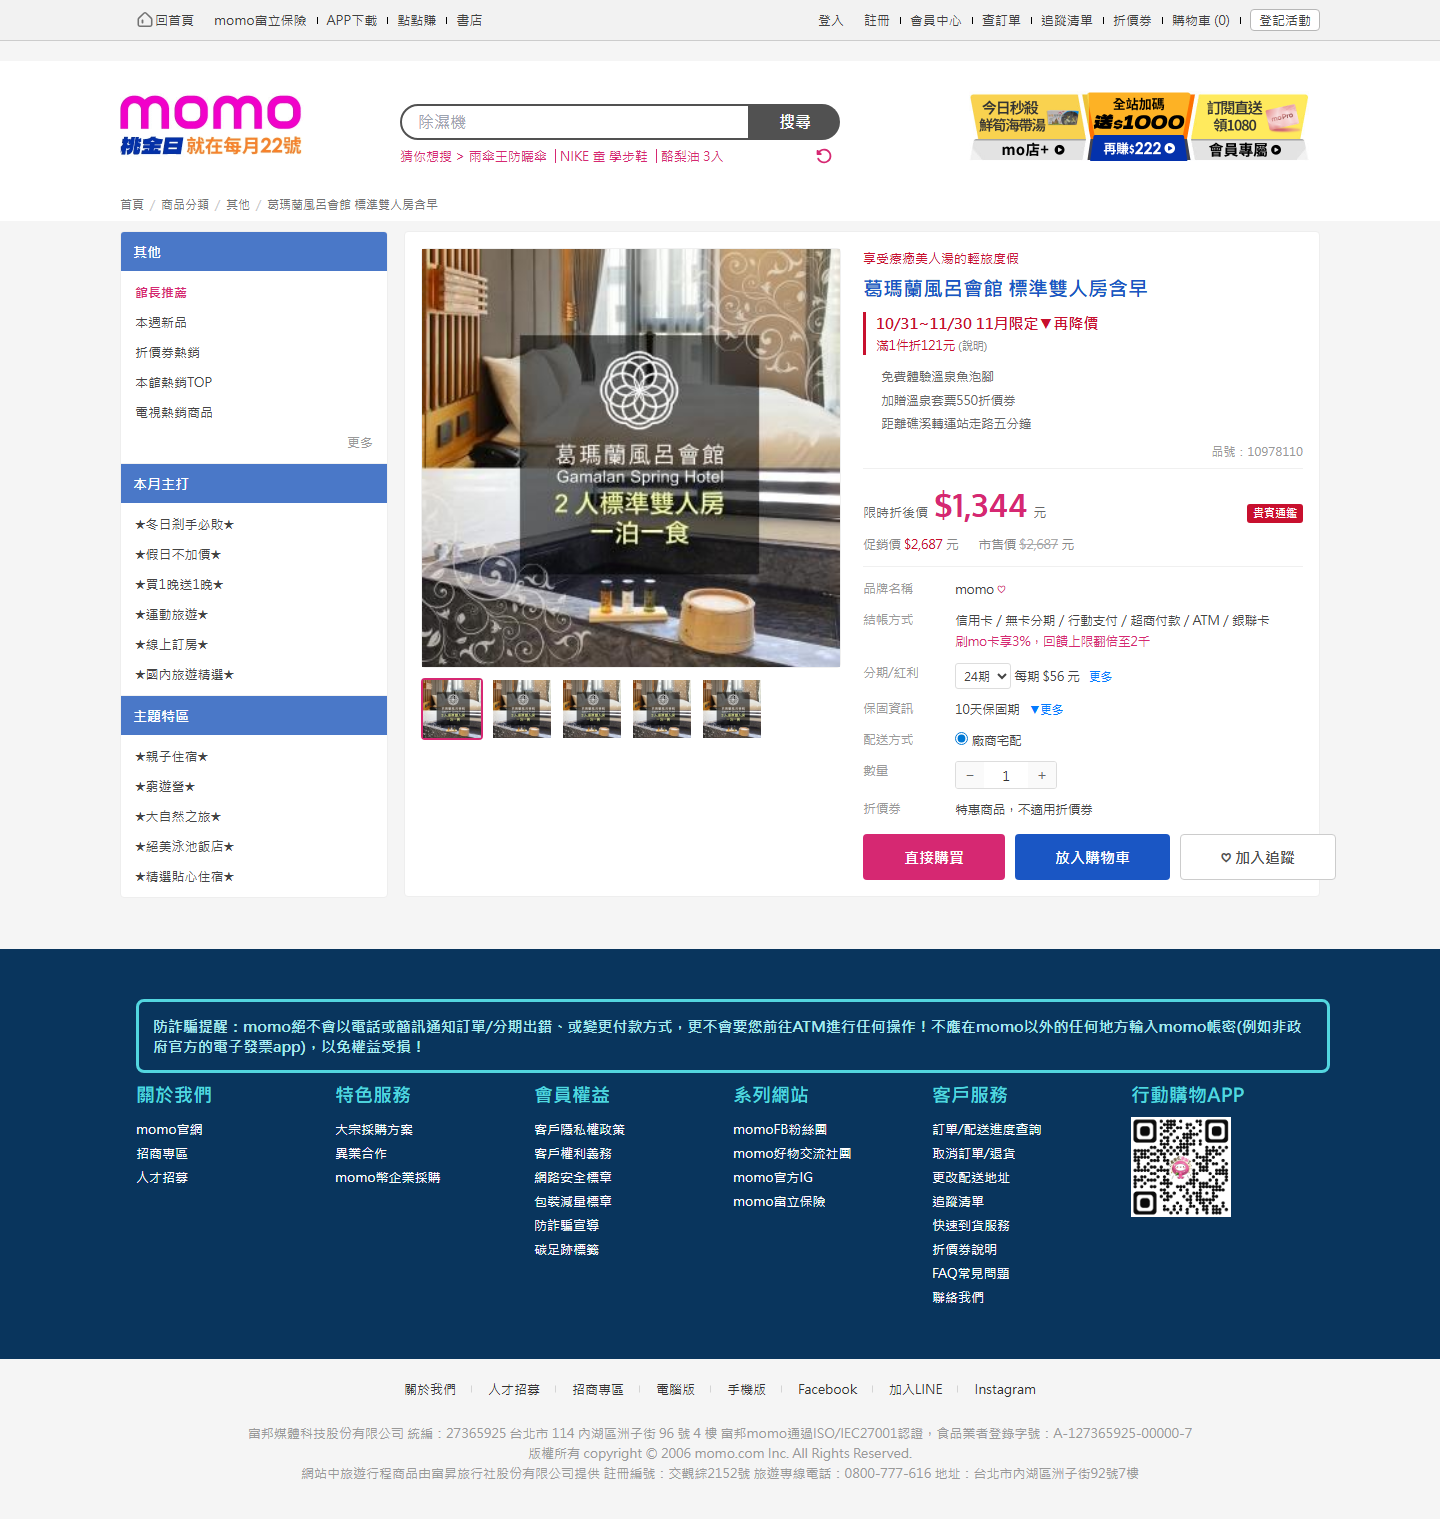 回首頁 momo富立保險 APP下載 點點賺 書店
登入 註冊 會員中心 查訂單 追蹤清單 折價券 購物車 (0) 登記活動
momo
桃金日 就在每月22號
除濕機 搜尋
猜你想搜 > 雨傘王防曬傘 | NIKE 童 學步鞋 | 酪梨油 3入
今日秒殺
鮮筍海帶湯
mo店+
全站加碼
送$1000
再賺$222
訂閱直送
領1080
moPro
會員專屬
首頁 / 商品分類 / 其他 / 葛瑪蘭風呂會館 標準雙人房含早
其他
館長推薦
本週新品
折價券熱銷
本館熱銷TOP
電視熱銷商品
更多
本月主打
★冬日剁手必敗★
★假日不加價★
★買1晚送1晚★
★運動旅遊★
★線上訂房★
★國內旅遊精選★
主題特區
★親子住宿★
★窮遊營★
★大自然之旅★
★絕美泳池飯店★
★精選貼心住宿★
葛瑪蘭風呂會館
Gamalan Spring Hotel
2人標準雙人房
一泊一食
享受療癒美人湯的輕旅度假
葛瑪蘭風呂會館 標準雙人房含早
10/31~11/30 11月限定▼再降價
滿1件折121元 (說明)
免費體驗溫泉魚泡腳
加贈溫泉套票550折價券
距離礁溪轉運站走路五分鐘
品號：10978110
限時折後價 $1,344 元 貴賓通鑑
促銷價 $2,687 元 市售價 $2,687 元
品牌名稱 momo ♡
結帳方式 信用卡 / 無卡分期 / 行動支付 / 超商付款 / ATM / 銀聯卡
刷mo卡享3%，回饋上限翻倍至2千
分期/紅利 24期 每期 $56 元 更多
保固資訊 10天保固期 ▼更多
配送方式 廠商宅配
數量 − 1 +
折價券 特惠商品，不適用折價券
直接購買 放入購物車 ♡ 加入追蹤
防詐騙提醒：momo絕不會以電話或簡訊通知訂單/分期出錯、或變更付款方式，更不會要您前往ATM進行任何操作！不應在momo以外的任何地方輸入momo帳密(例如非政
府官方的電子發票app)，以免權益受損！
關於我們
momo官網
招商專區
人才招募
特色服務
大宗採購方案
異業合作
momo幣企業採購
會員權益
客戶隱私權政策
客戶權利義務
網路安全標章
包裝減量標章
防詐騙宣導
碳足跡標籤
系列網站
momoFB粉絲團
momo好物交流社團
momo官方IG
momo富立保險
客戶服務
訂單/配送進度查詢
取消訂單/退貨
更改配送地址
追蹤清單
快速到貨服務
折價券說明
FAQ常見問題
聯絡我們
行動購物APP
關於我們 人才招募 招商專區 電腦版 手機版 Facebook 加入LINE Instagram
富邦媒體科技股份有限公司 統編：27365925 台北市 114 內湖區洲子街 96 號 4 樓 富邦momo通過ISO/IEC27001認證，食品業者登錄字號：A-127365925-00000-7
版權所有 copyright © 2006 momo.com Inc. All Rights Reserved.
網站中旅遊行程商品由富昇旅行社股份有限公司提供 註冊編號：交觀綜2152號 旅遊專線電話：0800-777-616 地址：台北市內湖區洲子街92號7樓